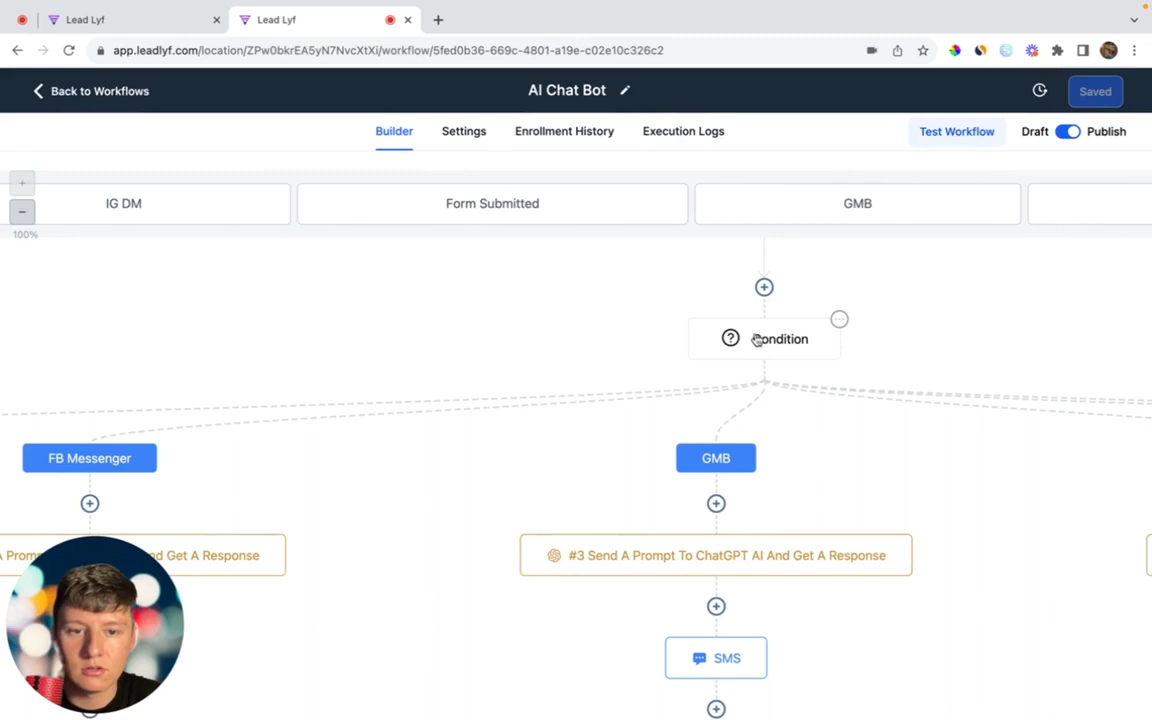 Lead Lyf
Lead Lyf
app.leadlyf.com/location/ZPw0bkrEA5yN7NvcXtXi/workflow/5fed0b36-669c-4801-a19e-c02e10c326c2
Back to Workflows
AI Chat Bot
Saved
Builder
Settings
Enrollment History
Execution Logs
Test Workflow
Draft
Publish
IG DM
Form Submitted
GMB
100%
Condition
FB Messenger
GMB
A Prom
nd Get A Response
#3 Send A Prompt To ChatGPT AI And Get A Response
SMS